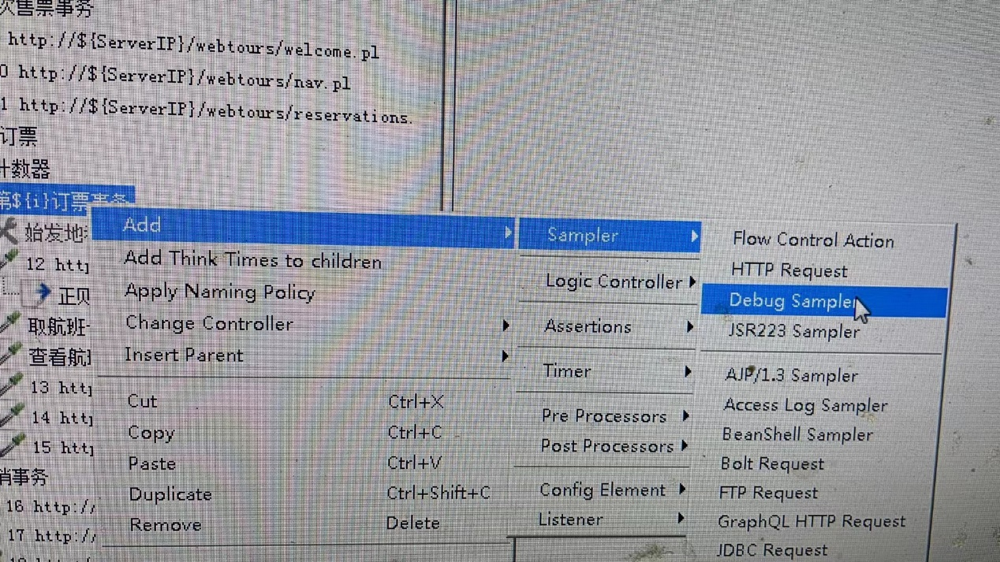 次售票事务
http://${ServerIP}/webtours/welcome.pl
0 http://${ServerIP}/webtours/nav.pl
1 http://${ServerIP}/webtours/reservations.
订票
计数器
第${i}订票事务
始发地
12 htt
正则
取航班
查看航
13 htt
14 htt
15 htt
消事务
16 http:/
17 http:/
Add
Add Think Times to children
Apply Naming Policy
Change Controller
Insert Parent
Cut Ctrl+X
Copy Ctrl+C
Paste Ctrl+V
Duplicate Ctrl+Shift+C
Remove Delete
Sampler
Logic Controller
Assertions
Timer
Pre Processors
Post Processors
Config Element
Listener
Flow Control Action
HTTP Request
Debug Sampler
JSR223 Sampler
AJP/1.3 Sampler
Access Log Sampler
BeanShell Sampler
Bolt Request
FTP Request
GraphQL HTTP Request
JDBC Request